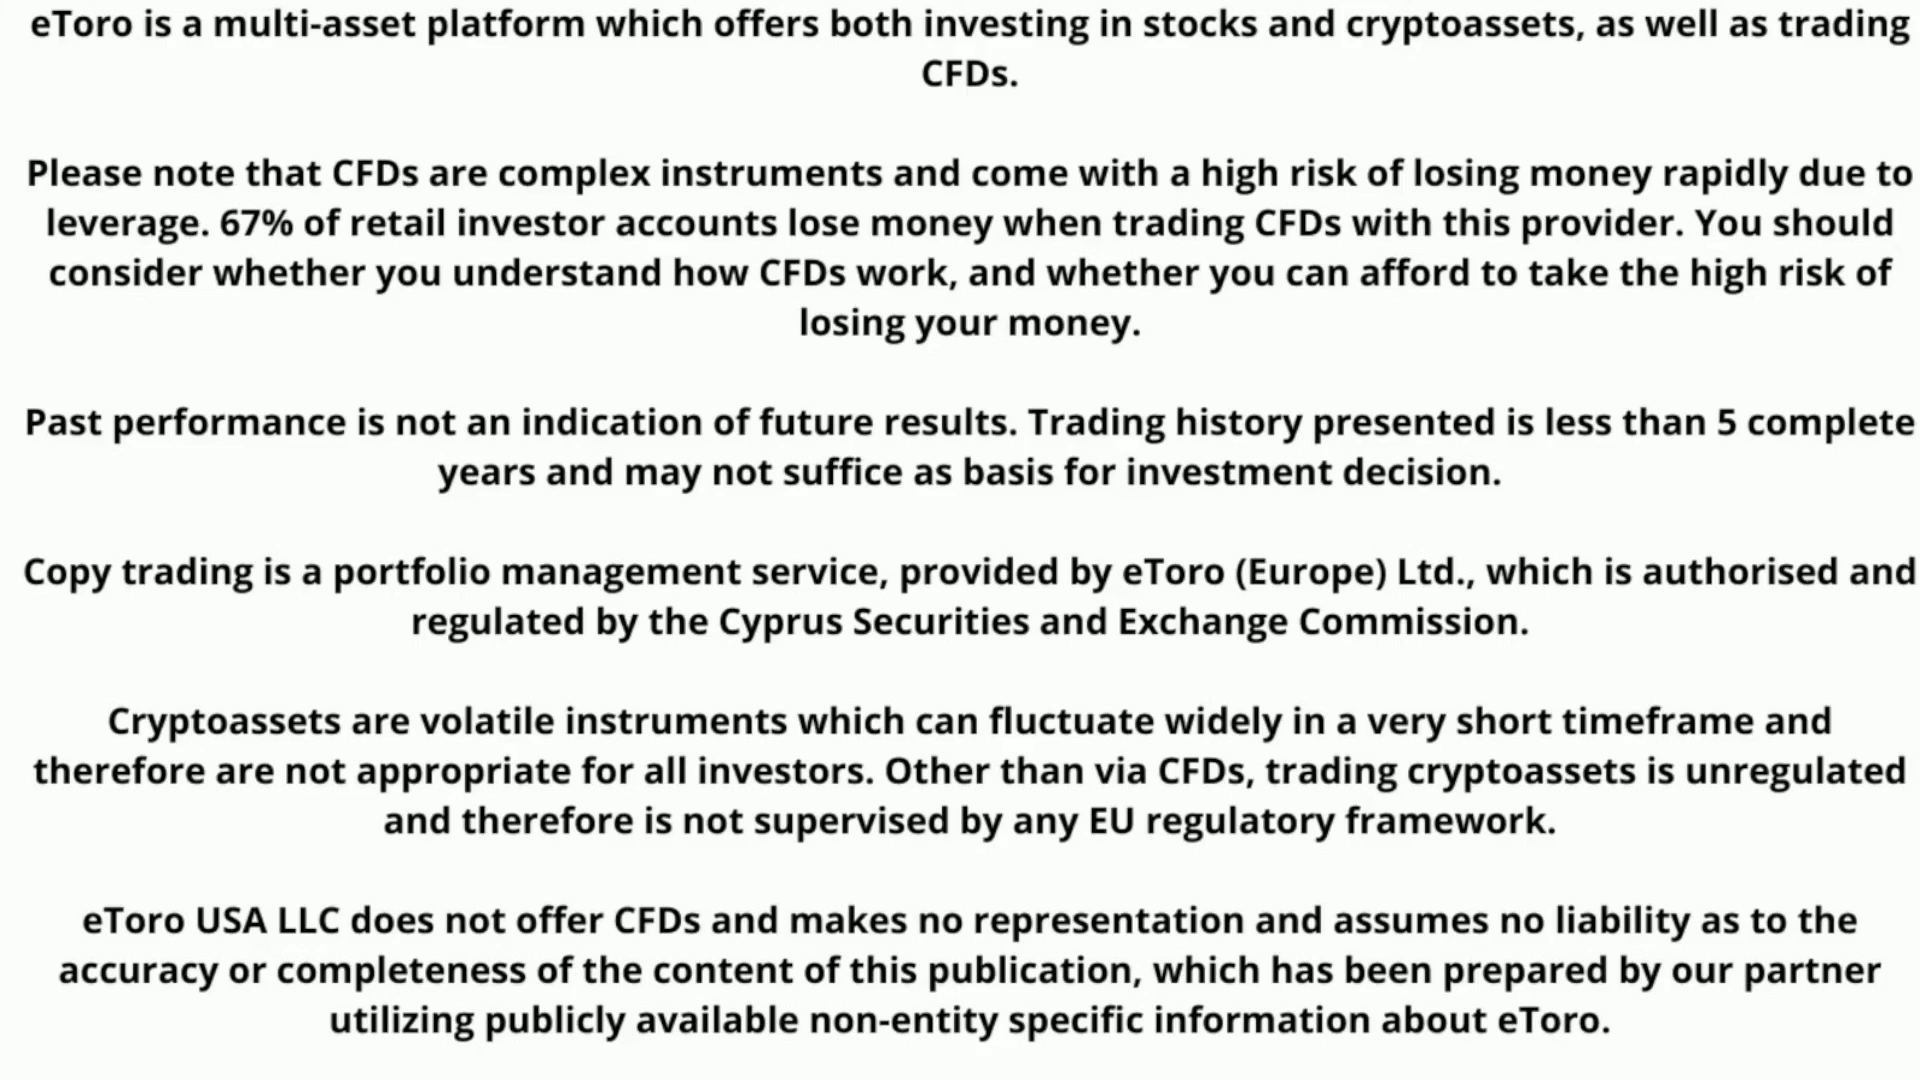 eToro is a multi-asset platform which offers both investing in stocks and cryptoassets, as well as trading
CFDs.
Please note that CFDs are complex instruments and come with a high risk of losing money rapidly due to
leverage. 67% of retail investor accounts lose money when trading CFDs with this provider. You should
consider whether you understand how CFDs work, and whether you can afford to take the high risk of
losing your money.
Past performance is not an indication of future results. Trading history presented is less than 5 complete
years and may not suffice as basis for investment decision.
Copy trading is a portfolio management service, provided by eToro (Europe) Ltd., which is authorised and
regulated by the Cyprus Securities and Exchange Commission.
Cryptoassets are volatile instruments which can fluctuate widely in a very short timeframe and
therefore are not appropriate for all investors. Other than via CFDs, trading cryptoassets is unregulated
and therefore is not supervised by any EU regulatory framework.
eToro USA LLC does not offer CFDs and makes no representation and assumes no liability as to the
accuracy or completeness of the content of this publication, which has been prepared by our partner
utilizing publicly available non-entity specific information about eToro.